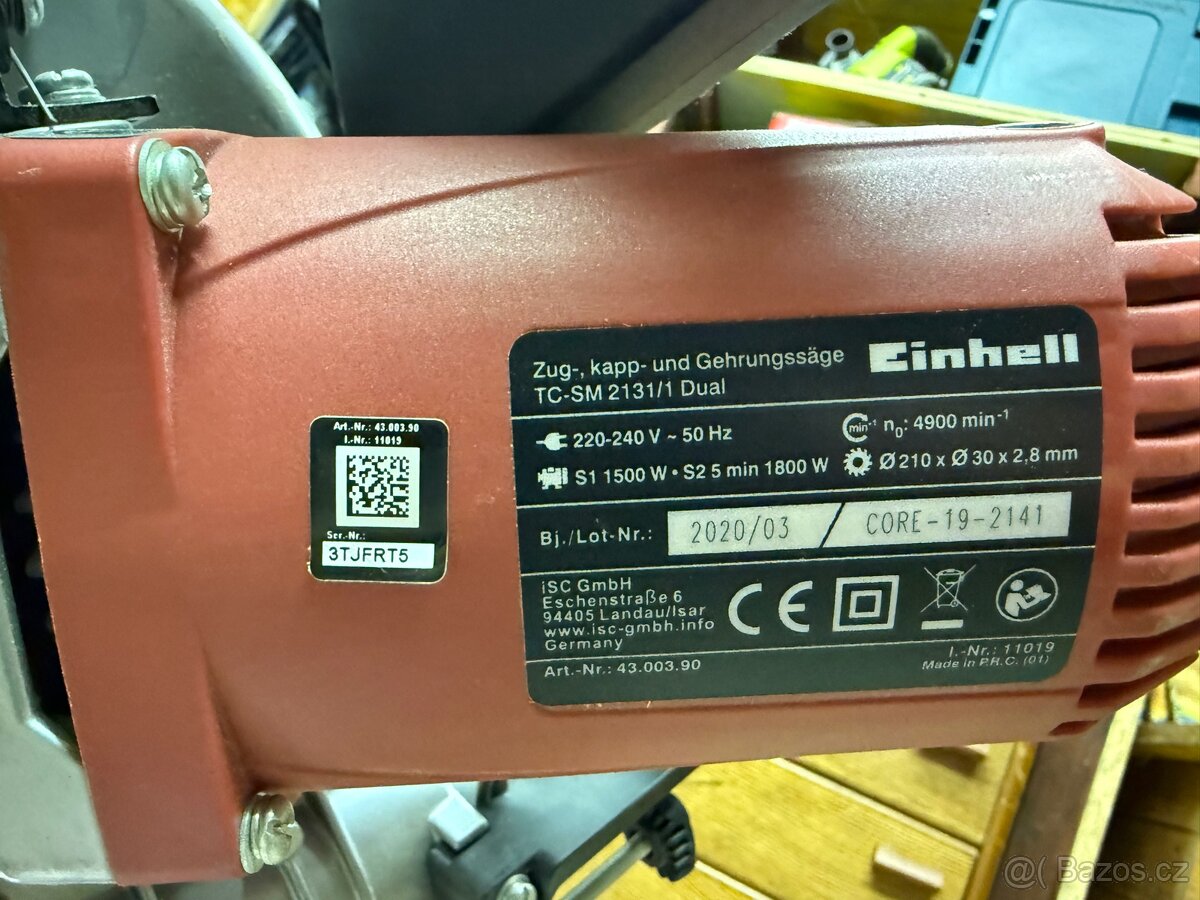 Art.-Nr.: 43.003.90
I.-Nr.: 11019
Ser.-Nr.:
3TJFRT5
Zug-, kapp- und Gehrungssäge
TC-SM 2131/1 Dual
Einhell
220-240 V ~ 50 Hz
min⁻¹ n₀: 4900 min⁻¹
S1 1500 W • S2 5 min 1800 W
Ø 210 x Ø 30 x 2,8 mm
Bj./Lot-Nr.: 2020/03 / CORE-19-2141
iSC GmbH
Eschenstraße 6
94405 Landau/Isar
www.isc-gmbh.info
Germany
CE
Art.-Nr.: 43.003.90
I.-Nr.: 11019
Made in P.R.C. (01)
@( Bazos.cz